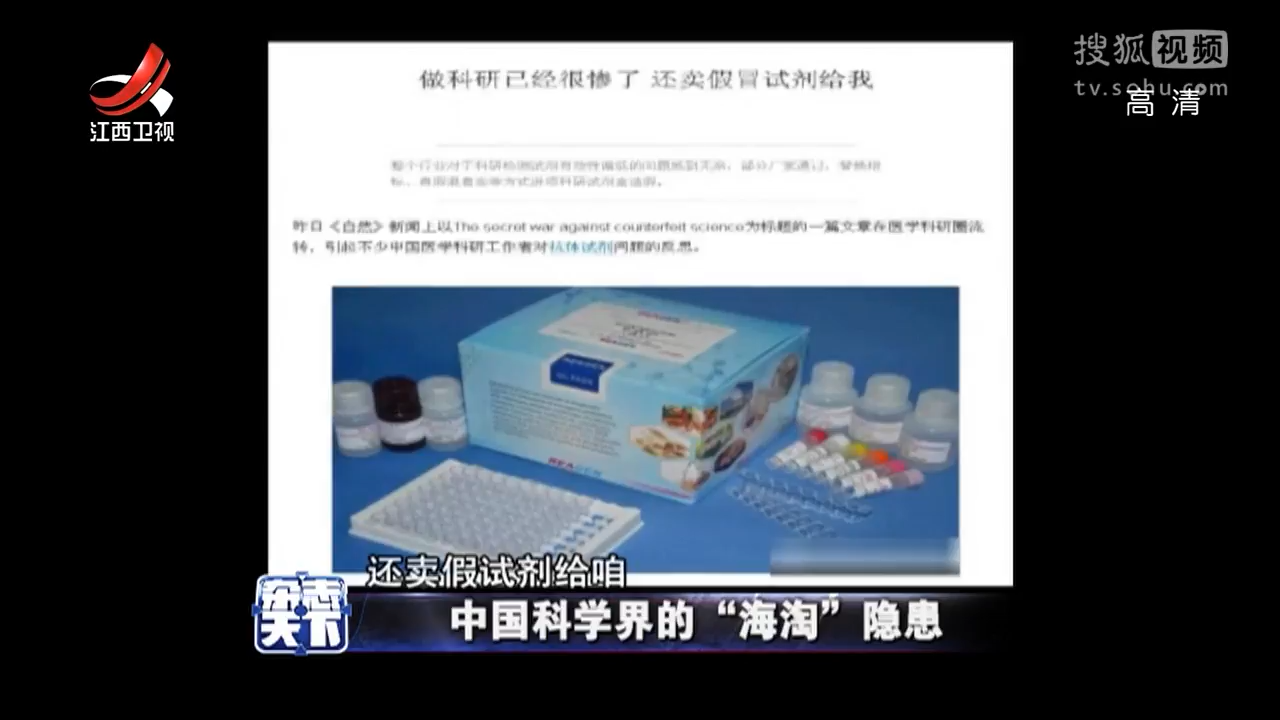 江西卫视
搜狐视频
tv.sohu.com
高清
做科研已经很惨了 还卖假冒试剂给我
昨日《自然》新闻上以The secret war against counterfeit science为标题的一篇文章在医学科研圈流
转，引起不少中国医学科研工作者对抗体试剂问题的反思。
还卖假试剂给咱
杂志天下
中国科学界的“海淘”隐患